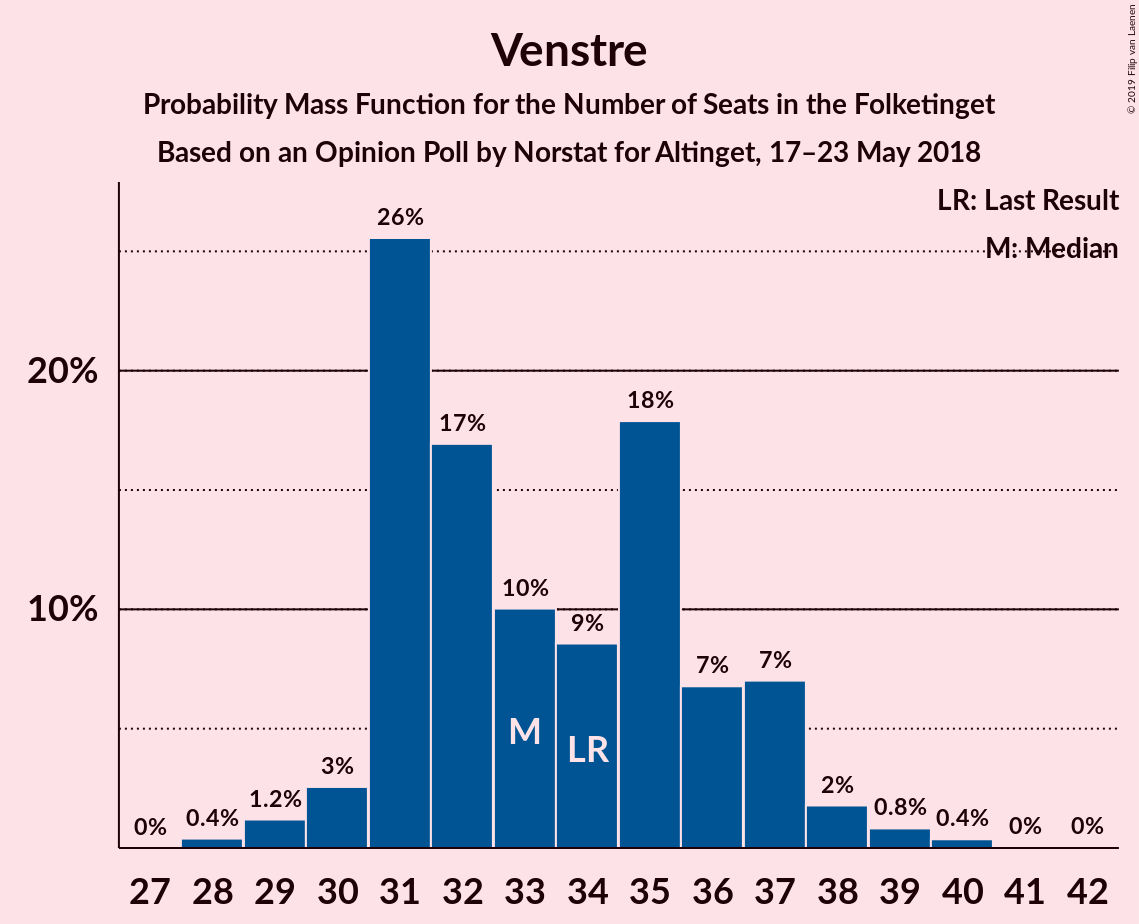 Venstre
Probability Mass Function for the Number of Seats in the Folketinget
Based on an Opinion Poll by Norstat for Altinget, 17–23 May 2018
© 2019 Filip van Laenen
LR: Last Result
M: Median
20%
10%
0%
0.4%
1.2%
3%
26%
17%
10%
9%
18%
7%
7%
2%
0.8%
0.4%
0%
0%
M
LR
27 28 29 30 31 32 33 34 35 36 37 38 39 40 41 42